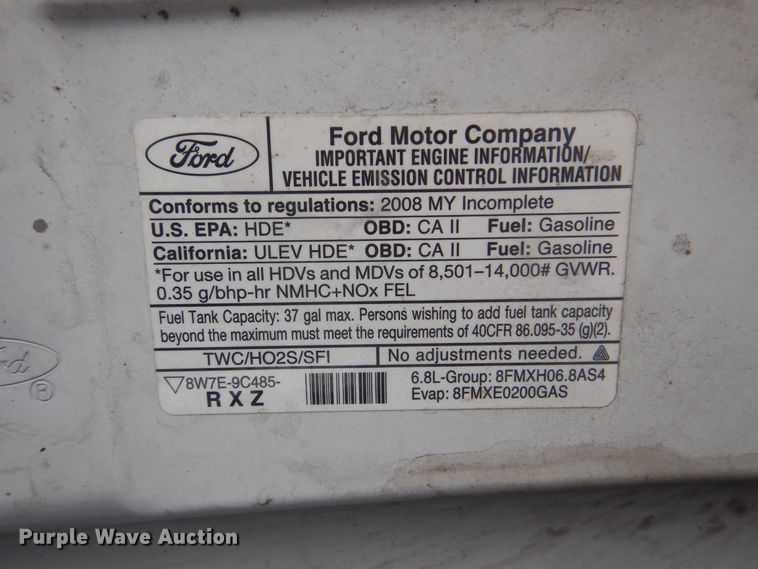 Ford
Ford Motor Company
IMPORTANT ENGINE INFORMATION/
VEHICLE EMISSION CONTROL INFORMATION
Conforms to regulations: 2008 MY Incomplete
U.S. EPA: HDE* OBD: CA II Fuel: Gasoline
California: ULEV HDE* OBD: CA II Fuel: Gasoline
*For use in all HDVs and MDVs of 8,501–14,000# GVWR.
0.35 g/bhp-hr NMHC+NOx FEL
Fuel Tank Capacity: 37 gal max. Persons wishing to add fuel tank capacity
beyond the maximum must meet the requirements of 40CFR 86.095-35 (g)(2).
TWC/HO2S/SFI No adjustments needed.
8W7E-9C485-
R X Z
6.8L-Group: 8FMXH06.8AS4
Evap: 8FMXE0200GAS
Ford ®
Purple Wave Auction